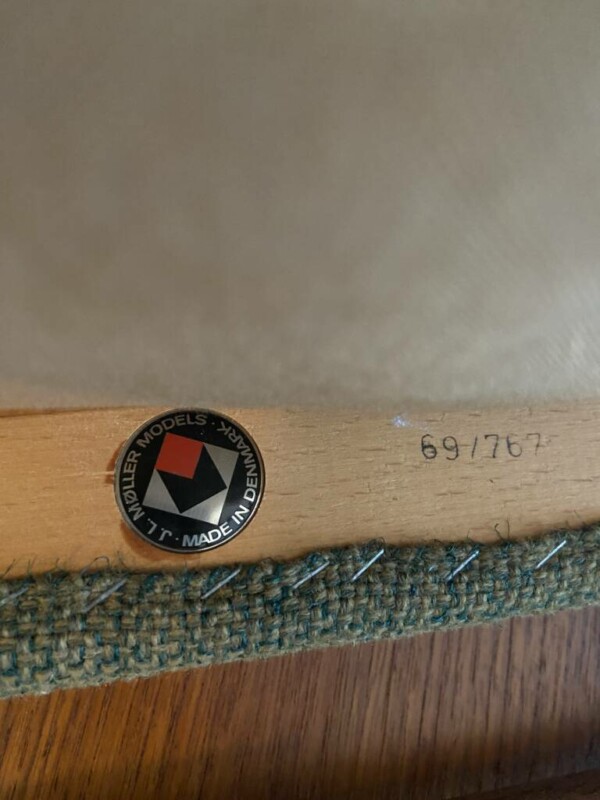 J.L. MØLLER MODELS · MADE IN DENMARK ·
69/767